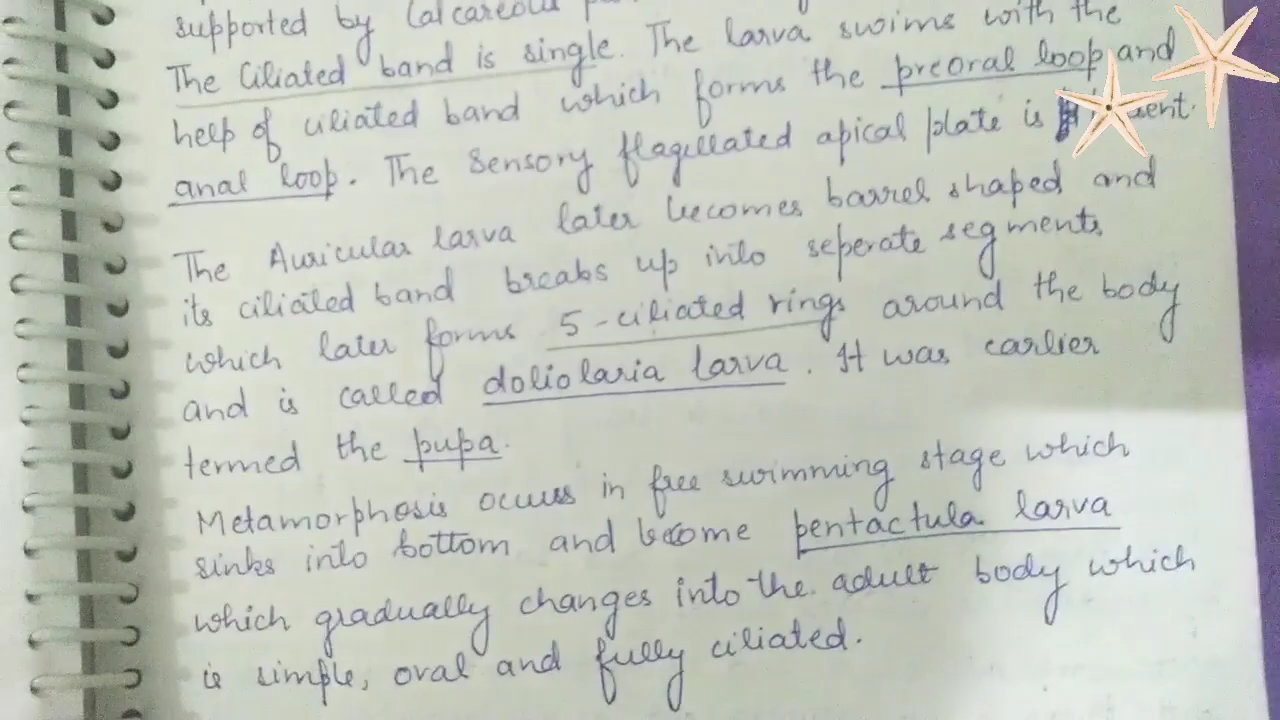 supported by Calcareous
The Ciliated band is single. The larva swims with the
help of ciliated band which forms the preoral loop and
anal loop. The Sensory flagellated apical plate is
The Auricular larva later becomes barrel shaped and
its ciliated band breaks up into seperate segments
which later forms 5-ciliated rings around the body
and is called doliolaria larva. It was earlier
termed the pupa.
Metamorphosis occurs in free swimming stage which
sinks into bottom and become pentactula larva
which gradually changes into the adult body which
is simple, oval and fully ciliated.